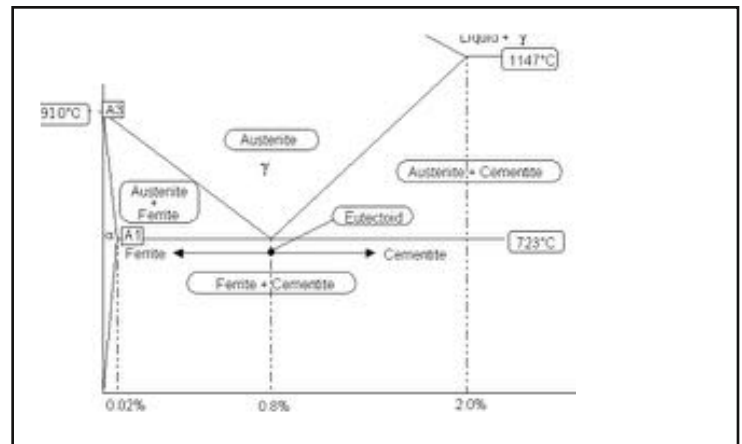 Liquid + γ
1147°C
910°C
A3
Austenite
γ
Austenite + Cementite
Austenite
+
Ferrite
Eutectoid
α
A1
723°C
Ferrite
Cementite
Ferrite + Cementite
0.02%
0.8%
2.0%